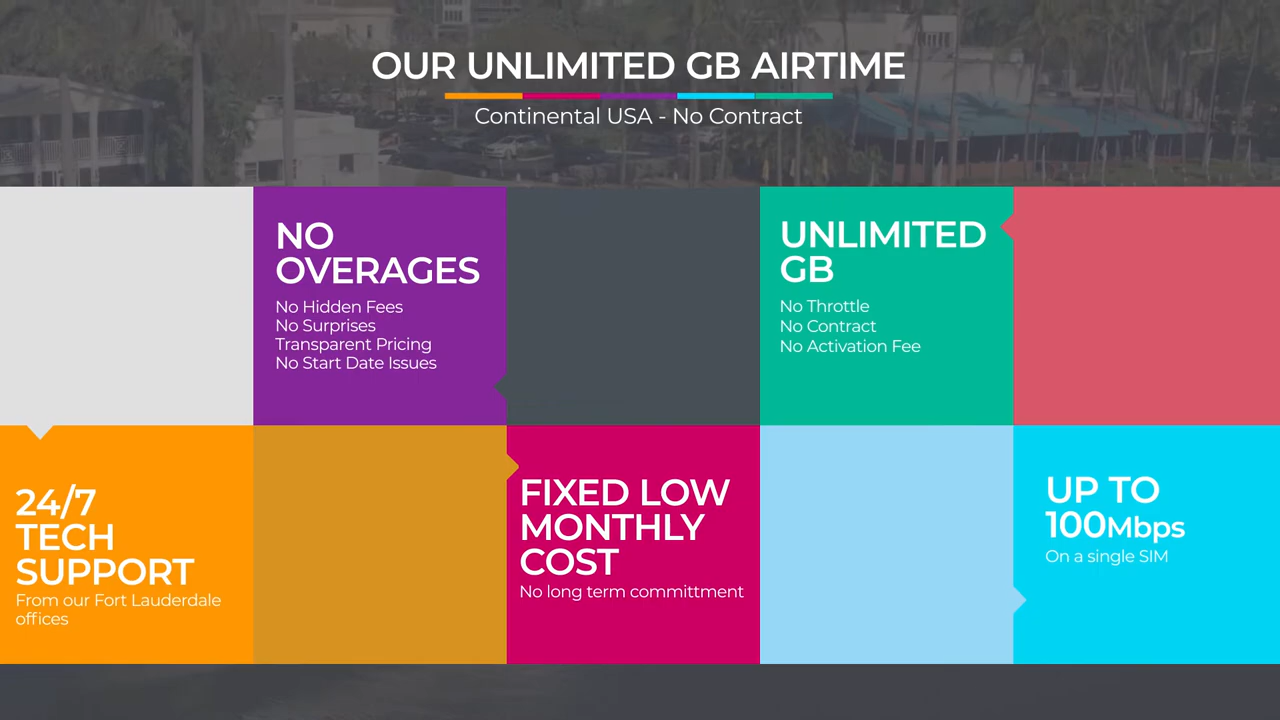 OUR UNLIMITED GB AIRTIME
Continental USA - No Contract
NO
OVERAGES
No Hidden Fees
No Surprises
Transparent Pricing
No Start Date Issues
UNLIMITED
GB
No Throttle
No Contract
No Activation Fee
24/7
TECH
SUPPORT
From our Fort Lauderdale
offices
FIXED LOW
MONTHLY
COST
No long term committment
UP TO
100Mbps
On a single SIM